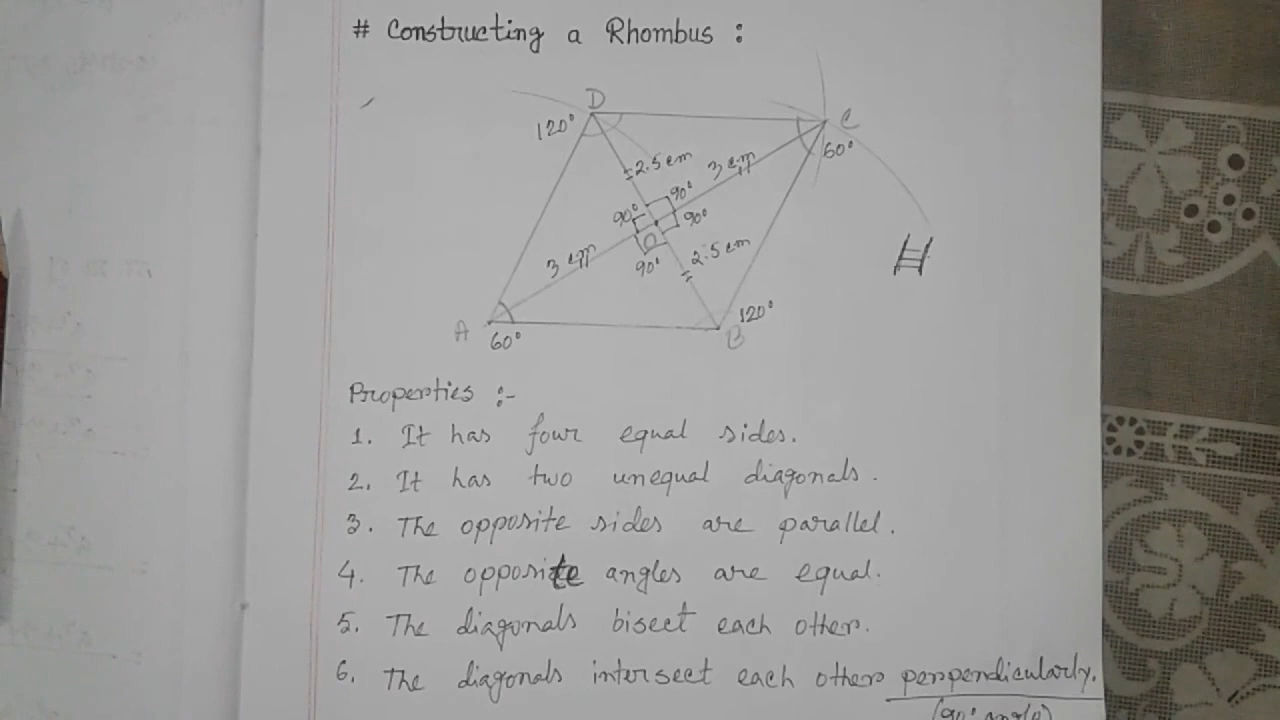 # Constructing a Rhombus :
D
120°
C
60°
= 2.5 cm
3 cm
90°
90°
90°
O
90°
3 cm
2.5 cm
=
A
60°
120°
B
Properties :-
1. It has four equal sides.
2. It has two unequal diagonals.
3. The opposite sides are parallel.
4. The opposite angles are equal.
5. The diagonals bisect each other.
6. The diagonals intersect each other perpendicularly.
(90° angle)